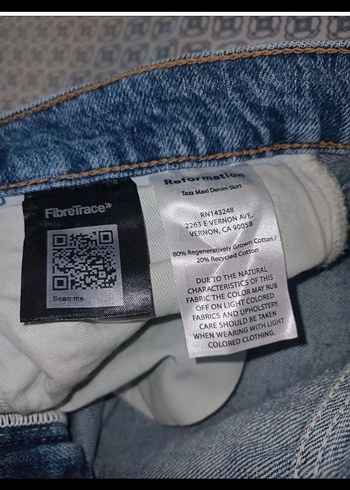 FibreTrace»
Scan me.
Reformation
Tazz Maxi Denim Skirt
RN143248
2263 E VERNON AVE.
VERNON, CA 90058
80% Regeneratively Grown Cotton /
20% Recycled Cotton
DUE TO THE NATURAL
CHARACTERISTICS OF THIS
FABRIC THE COLOR MAY RUB
OFF ON LIGHT COLORED
FABRICS AND UPHOLSTERY.
CARE SHOULD BE TAKEN
WHEN WEARING WITH LIGHT
COLORED CLOTHING.